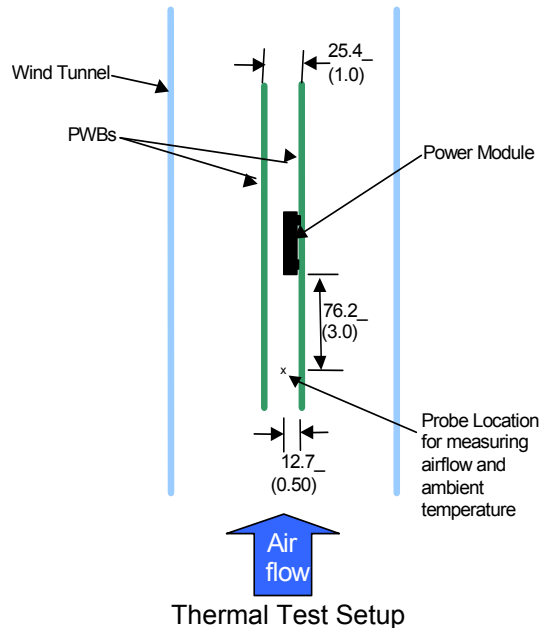 25.4_
(1.0)
Wind Tunnel
PWBs
Power Module
76.2_
(3.0)
x
Probe Location
for measuring
airflow and
ambient
temperature
12.7_
(0.50)
Air
flow
Thermal Test Setup